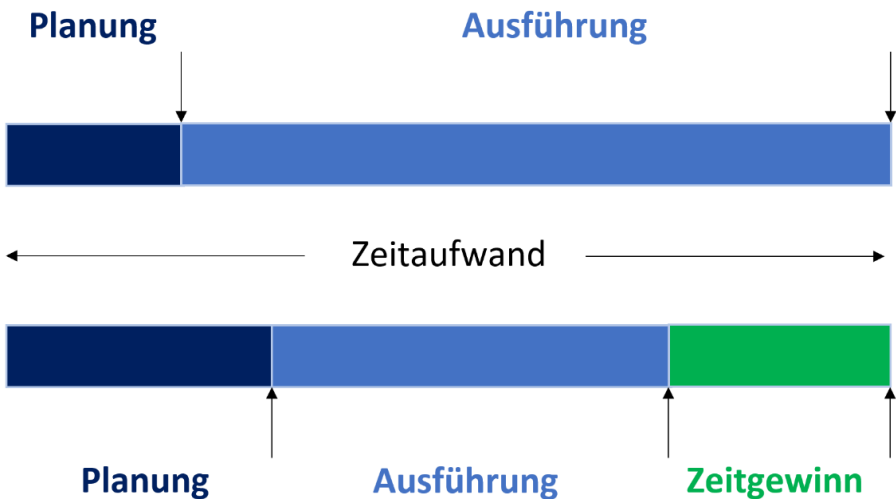 Planung
Ausführung
Zeitaufwand
Planung
Ausführung
Zeitgewinn